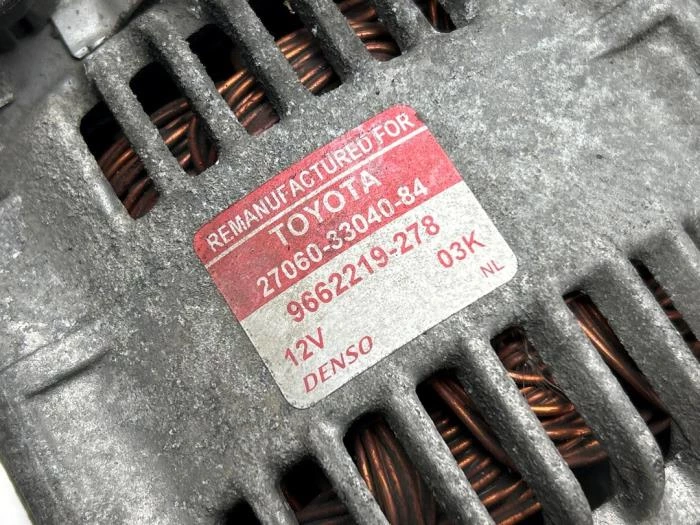 REMANUFACTURED FOR
TOYOTA
27060-33040-84
9662219-278
12V 03K
DENSO NL